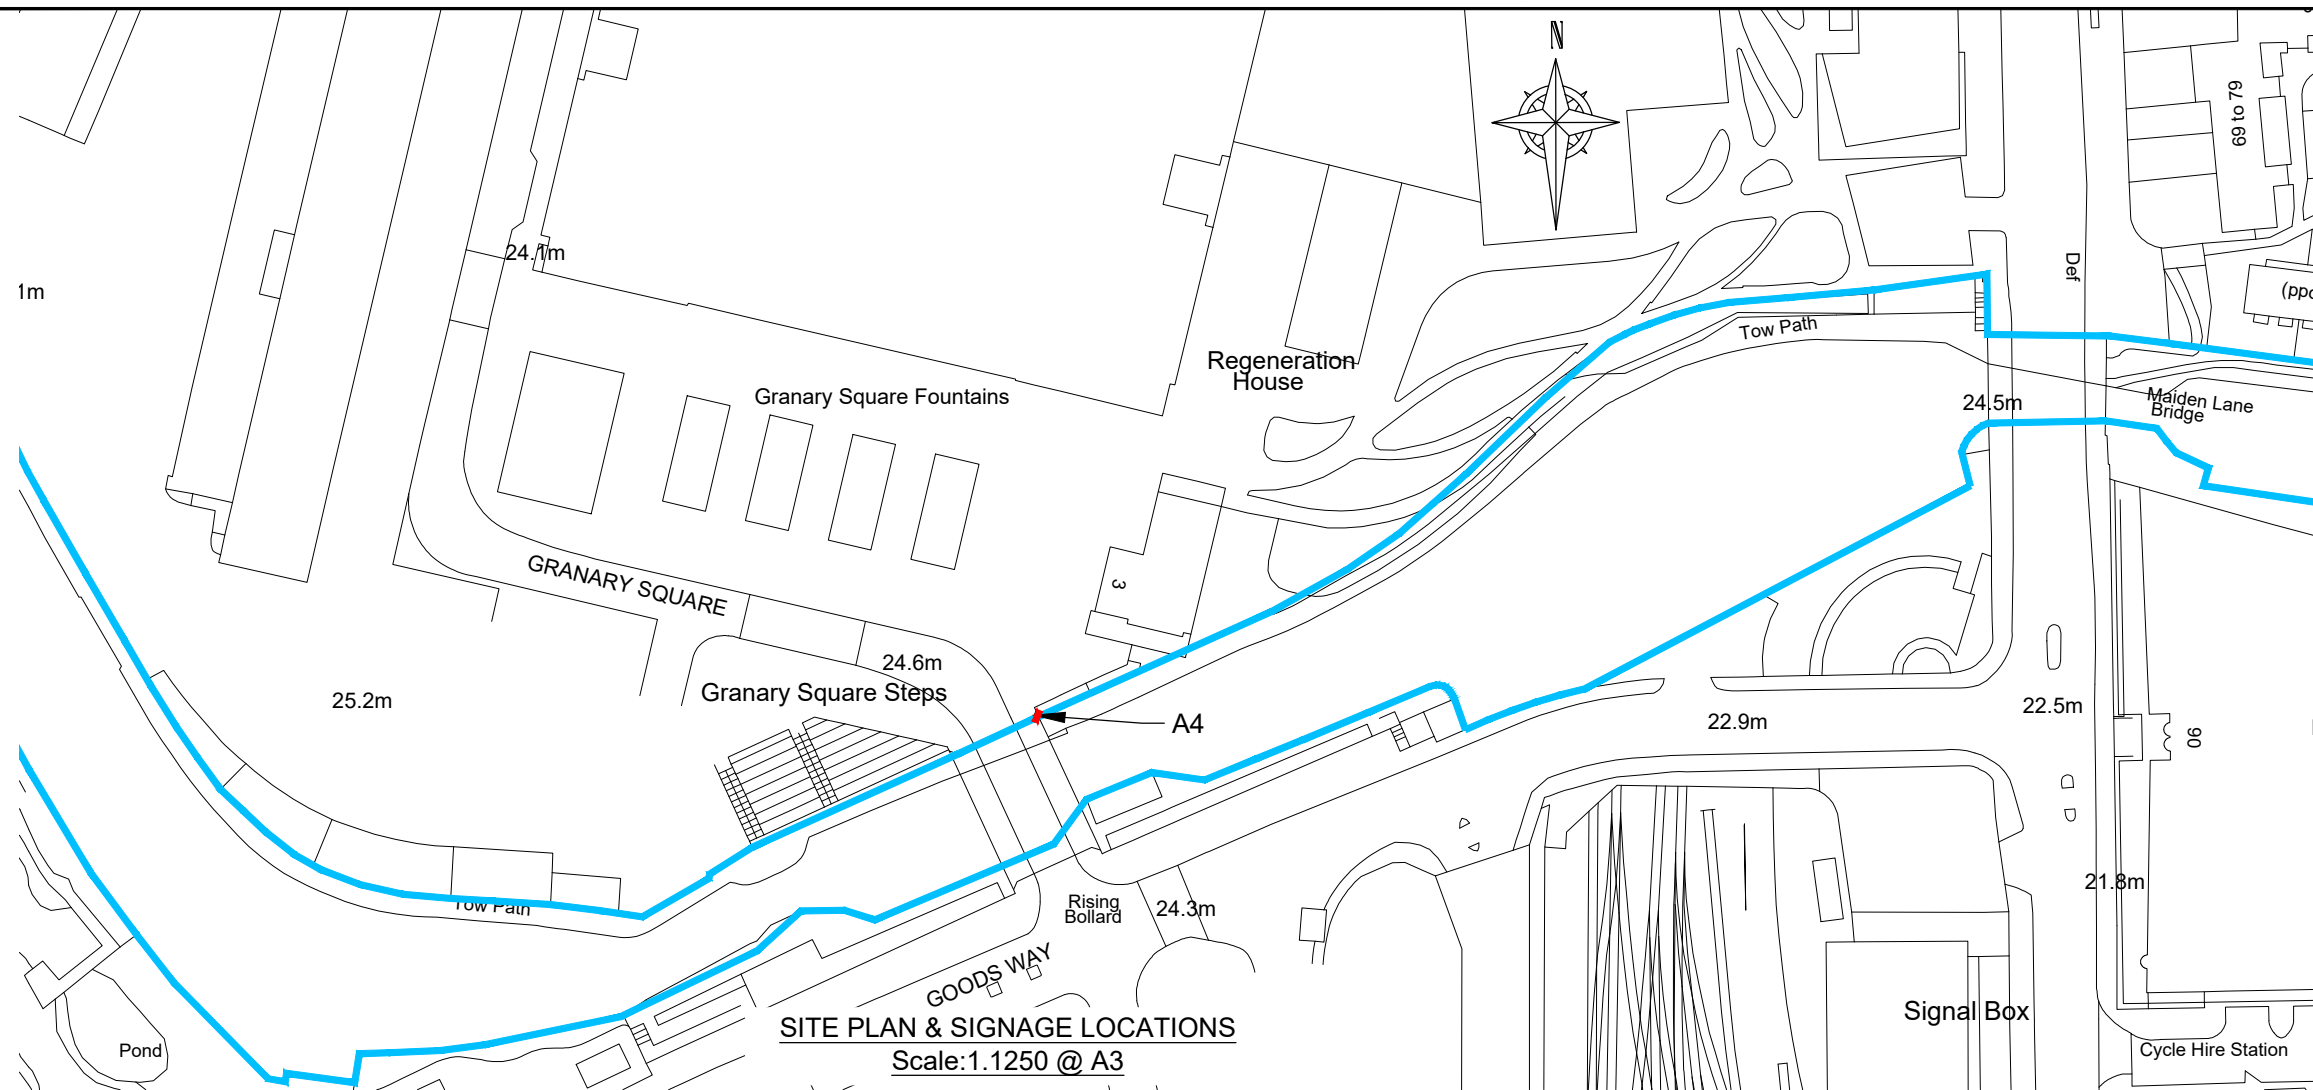 N
69 to 79
24.1m
1m
Def
Tow Path
Regeneration
House
Granary Square Fountains
24.5m
Maiden Lane
Bridge
GRANARY SQUARE
3
24.6m
Granary Square Steps
25.2m
A4
22.9m
22.5m
90
21.8m
Tow Path
Rising
Bollard
24.3m
GOODS WAY
SITE PLAN & SIGNAGE LOCATIONS
Scale:1.1250 @ A3
Signal Box
Pond
Cycle Hire Station